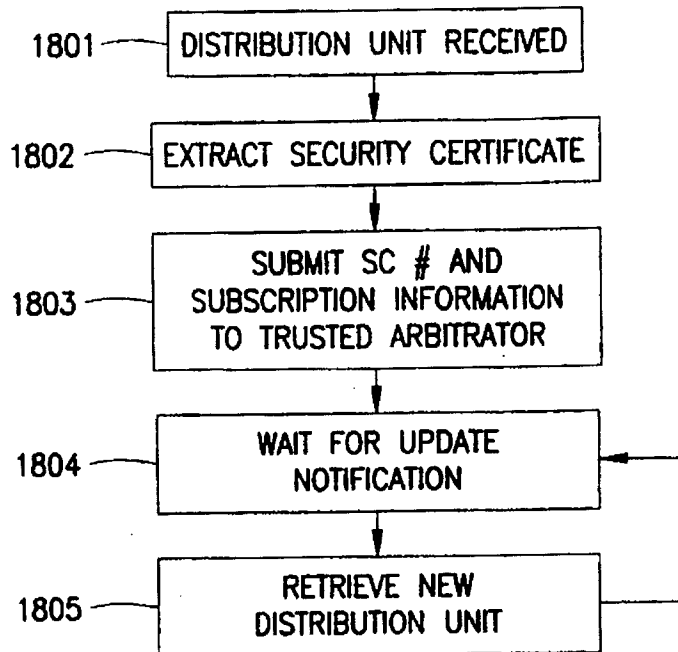 1801 DISTRIBUTION UNIT RECEIVED
1802 EXTRACT SECURITY CERTIFICATE
SUBMIT SC # AND
1803 SUBSCRIPTION INFORMATION
TO TRUSTED ARBITRATOR
1804 WAIT FOR UPDATE
NOTIFICATION
1805 RETRIEVE NEW
DISTRIBUTION UNIT